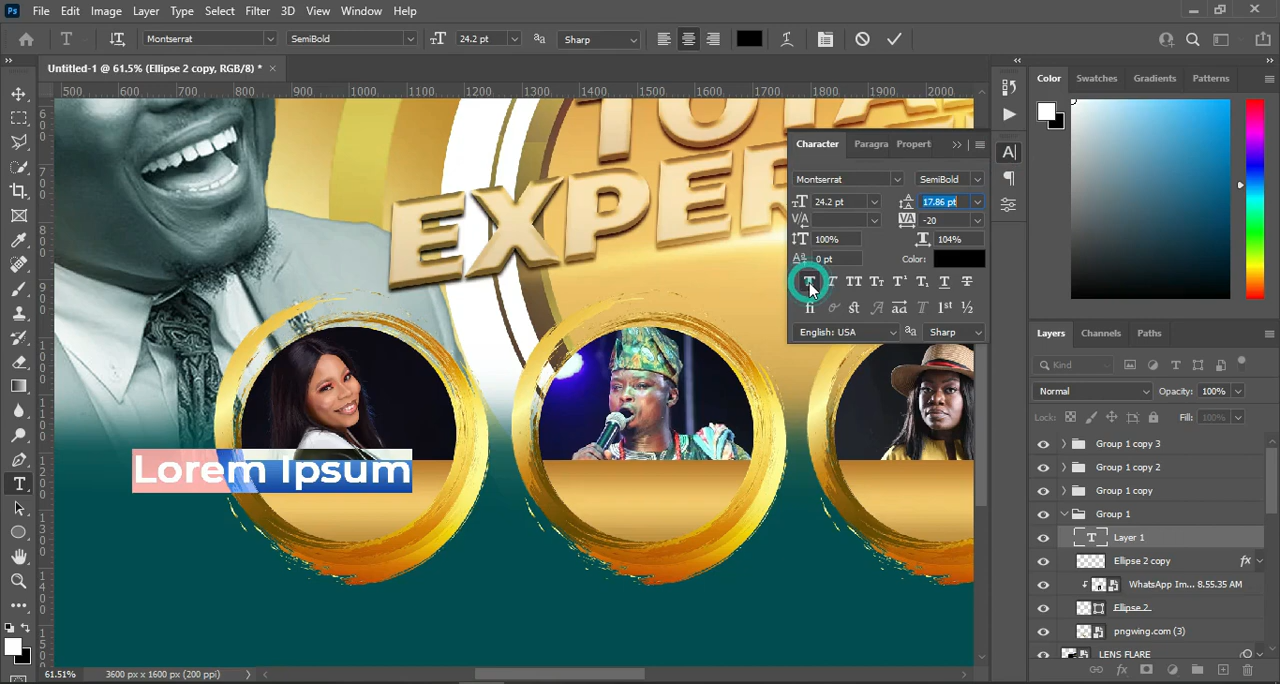 Ps File Edit Image Layer Type Select Filter 3D View Window Help
Montserrat SemiBold 24.2 pt Sharp
Untitled-1 @ 61.5% (Ellipse 2 copy, RGB/8) *
500 600 700 800 900 1000 1100 1200 1300 1400 1500 1600 1700 1800 1900 2000
TOTAL
EXPER
Lorem Ipsum
Character Paragra Propert
Montserrat SemiBold
24.2 pt 17.86 pt
-20
100% 104%
0 pt Color:
English: USA Sharp
Color Swatches Gradients Patterns
Layers Channels Paths
Kind
Normal Opacity: 100%
Lock: Fill: 100%
Group 1 copy 3
Group 1 copy 2
Group 1 copy
Group 1
Layer 1
Ellipse 2 copy fx
WhatsApp Im... 8.55.35 AM
Ellipse 2
pngwing.com (3)
LENS FLARE
61.51% 3600 px x 1600 px (200 ppi)